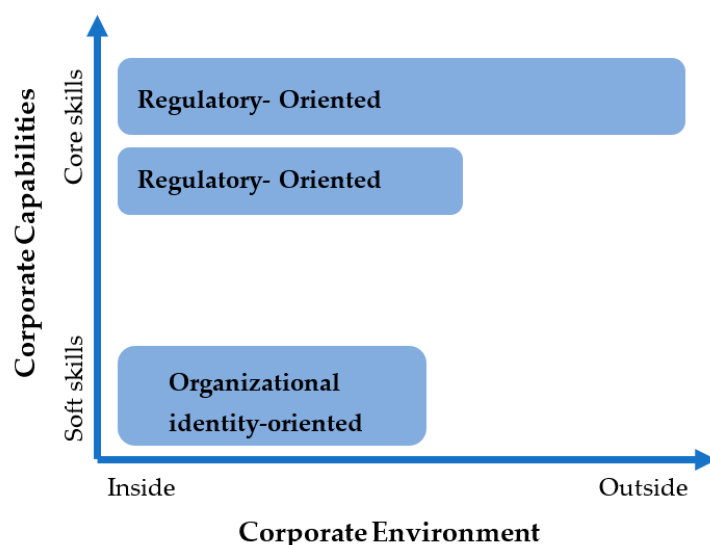 Corporate Capabilities
Core skills
Soft skills
Regulatory- Oriented
Regulatory- Oriented
Organizational
identity-oriented
Inside
Outside
Corporate Environment